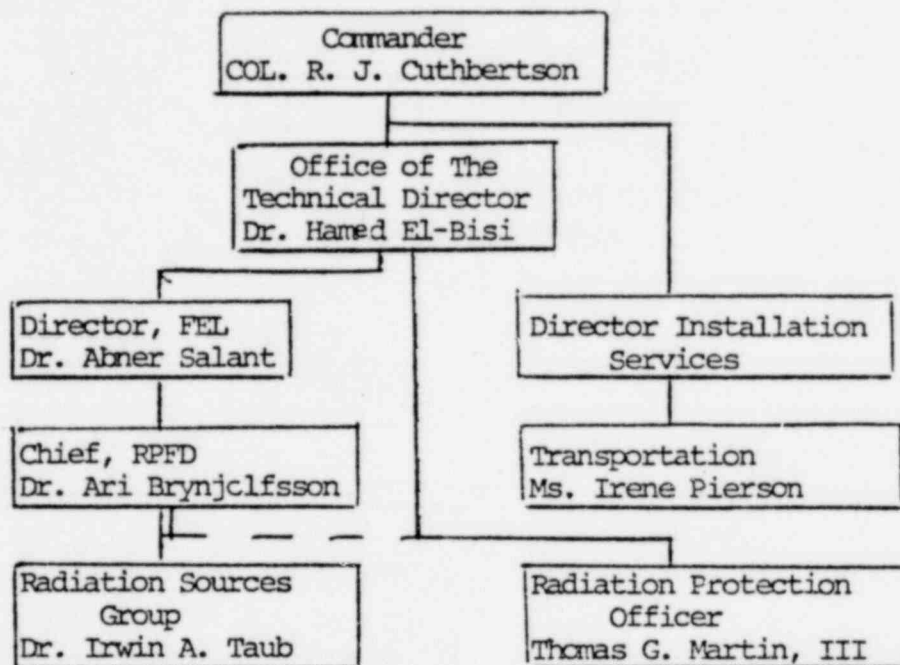 Commander
COL. R. J. Cuthbertson
Office of The
Technical Director
Dr. Hamed El-Bisi
Director, FEL
Dr. Abner Salant
Director Installation
Services
Chief, RPFD
Dr. Ari Brynjclfsson
Transportation
Ms. Irene Pierson
Radiation Sources
Group
Dr. Irwin A. Taub
Radiation Protection
Officer
Thomas G. Martin, III